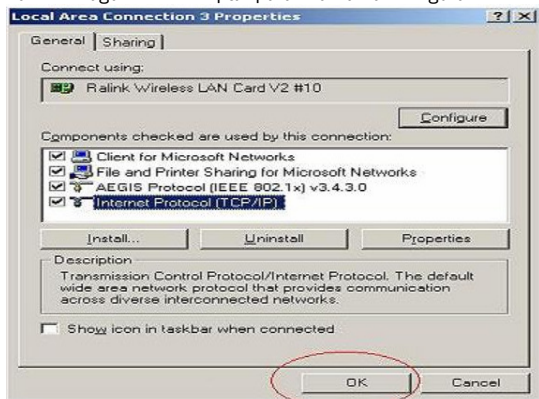 Local Area Connection 3 Properties
General
Sharing
Connect using:
Ralink Wireless LAN Card V2 #10
Configure
Components checked are used by this connection:
Client for Microsoft Networks
File and Printer Sharing for Microsoft Networks
AEGIS Protocol (IEEE 802.1x) v3.4.3.0
Internet Protocol (TCP/IP)
Install...
Uninstall
Properties
Description
Transmission Control Protocol/Internet Protocol. The default
wide area network protocol that provides communication
across diverse interconnected networks.
Show icon in taskbar when connected
OK
Cancel